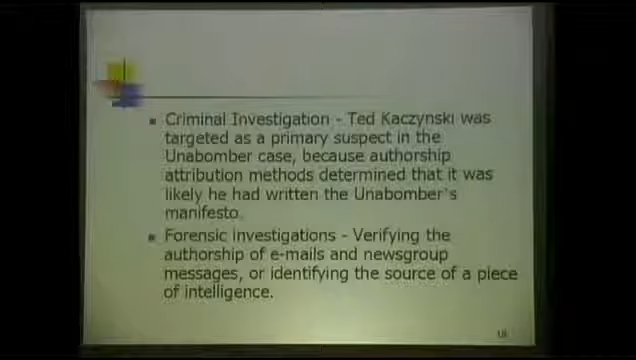 Criminal Investigation - Ted Kaczynski was
targeted as a primary suspect in the
Unabomber case, because authorship
attribution methods determined that it was
likely he had written the Unabomber's
manifesto.
Forensic investigations - Verifying the
authorship of e-mails and newsgroup
messages, or identifying the source of a piece
of intelligence.